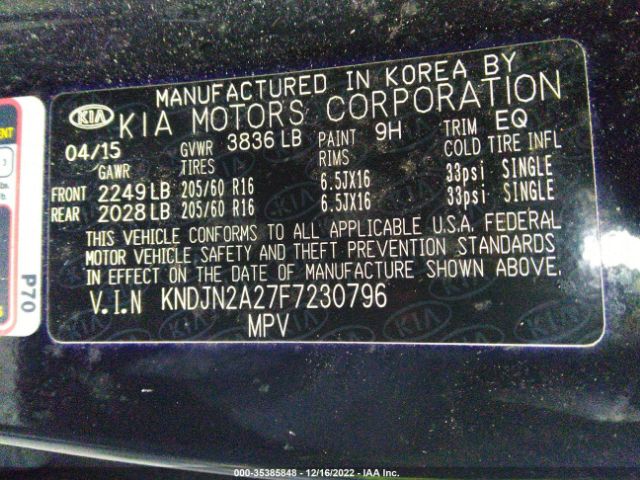 MANUFACTURED IN KOREA BY
KIA KIA MOTORS CORPORATION
04/15 GVWR 3836 LB PAINT 9H TRIM EQ
GAWR TIRES RIMS COLD TIRE INFL
FRONT 2249 LB 205/60 R16 6.5JX16 33psi SINGLE
REAR 2028 LB 205/60 R16 6.5JX16 33psi SINGLE
THIS VEHICLE CONFORMS TO ALL APPLICABLE U.S.A. FEDERAL
MOTOR VEHICLE SAFETY AND THEFT PREVENTION STANDARDS
IN EFFECT ON THE DATE OF MANUFACTURE SHOWN ABOVE.
V.I.N KNDJN2A27F7230796
MPV
P70
000-35385848 - 12/16/2022 - IAA Inc.